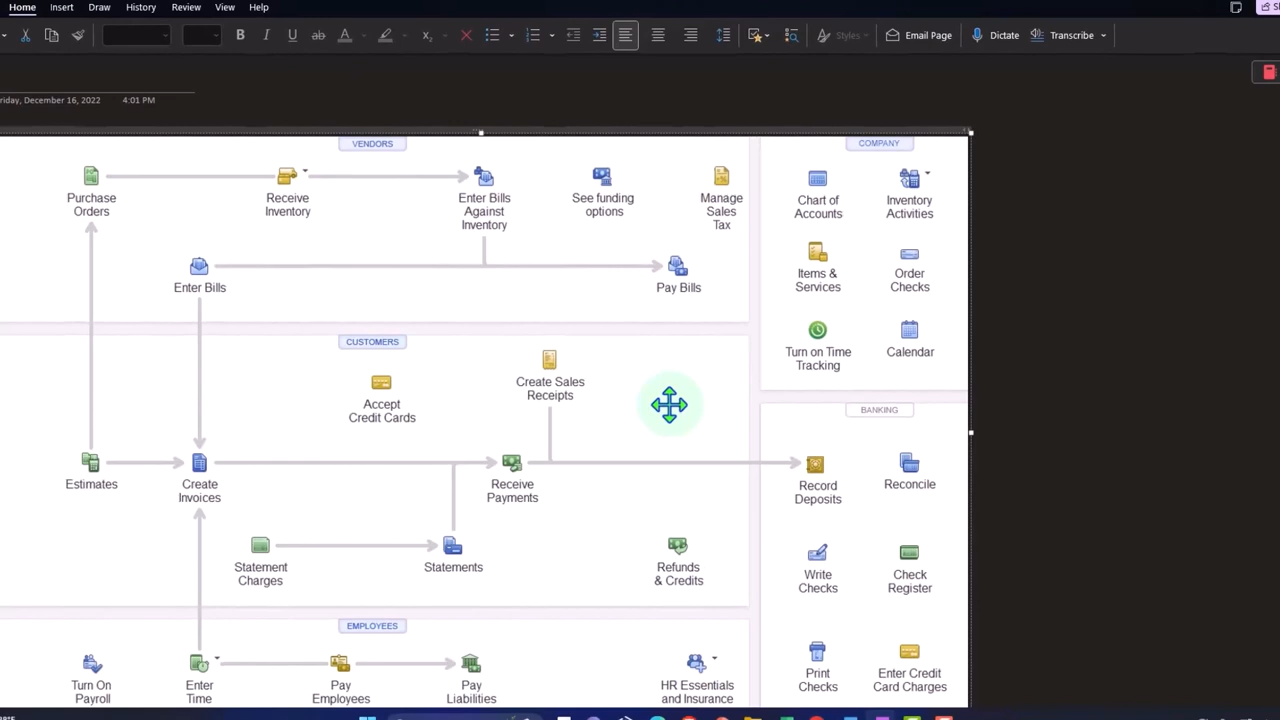 Home Insert Draw History Review View Help
Email Page Dictate Transcribe
Styles
riday, December 16, 2022 4:01 PM
VENDORS
Purchase
Orders
Receive
Inventory
Enter Bills
Against
Inventory
See funding
options
Manage
Sales
Tax
Enter Bills
Pay Bills
COMPANY
Chart of
Accounts
Inventory
Activities
Items &
Services
Order
Checks
Turn on Time
Tracking
Calendar
CUSTOMERS
Accept
Credit Cards
Create Sales
Receipts
Estimates
Create
Invoices
Receive
Payments
Statement
Charges
Statements
Refunds
& Credits
BANKING
Record
Deposits
Reconcile
Write
Checks
Check
Register
Print
Checks
Enter Credit
Card Charges
EMPLOYEES
Turn On
Payroll
Enter
Time
Pay
Employees
Pay
Liabilities
HR Essentials
and Insurance